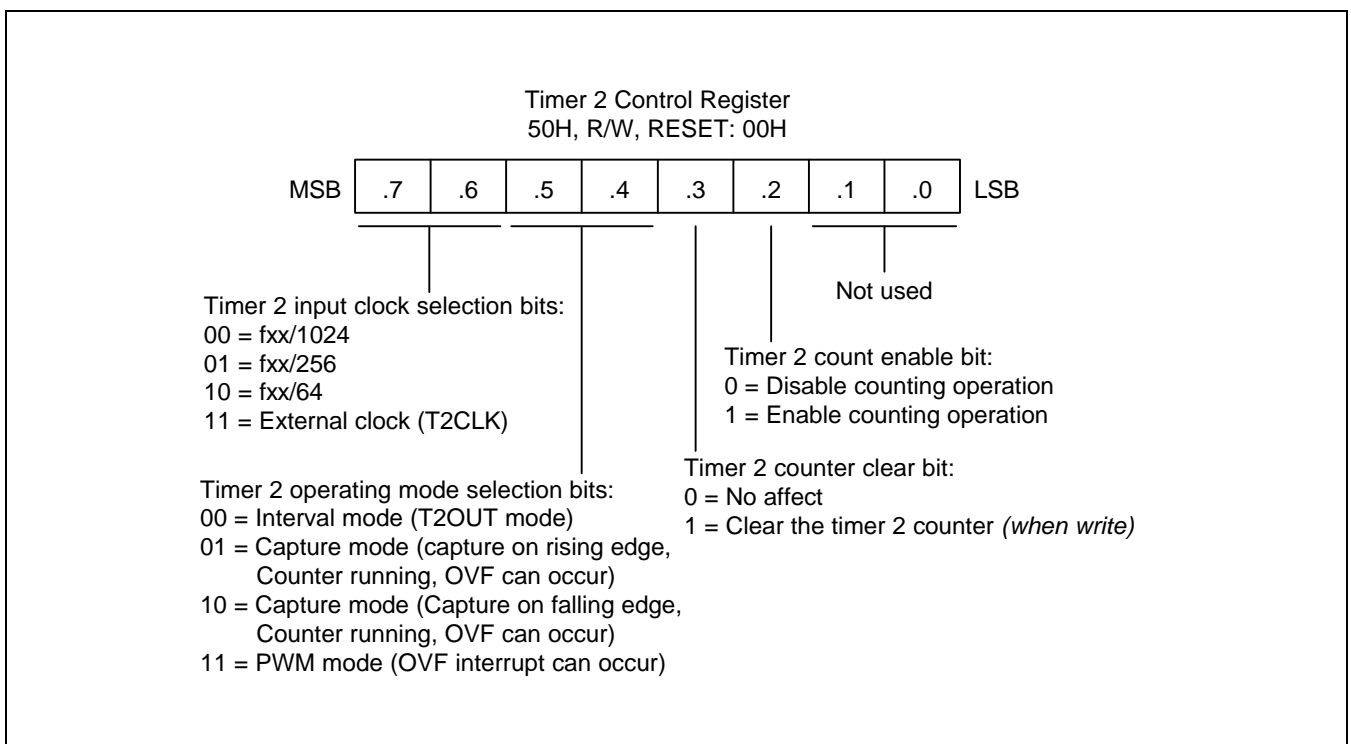 Timer 2 Control Register
50H, R/W, RESET: 00H
MSB .7 .6 .5 .4 .3 .2 .1 .0 LSB
Timer 2 input clock selection bits:
00 = fxx/1024
01 = fxx/256
10 = fxx/64
11 = External clock (T2CLK)
Timer 2 operating mode selection bits:
00 = Interval mode (T2OUT mode)
01 = Capture mode (capture on rising edge,
Counter running, OVF can occur)
10 = Capture mode (Capture on falling edge,
Counter running, OVF can occur)
11 = PWM mode (OVF interrupt can occur)
Timer 2 counter clear bit:
0 = No affect
1 = Clear the timer 2 counter (when write)
Timer 2 count enable bit:
0 = Disable counting operation
1 = Enable counting operation
Not used